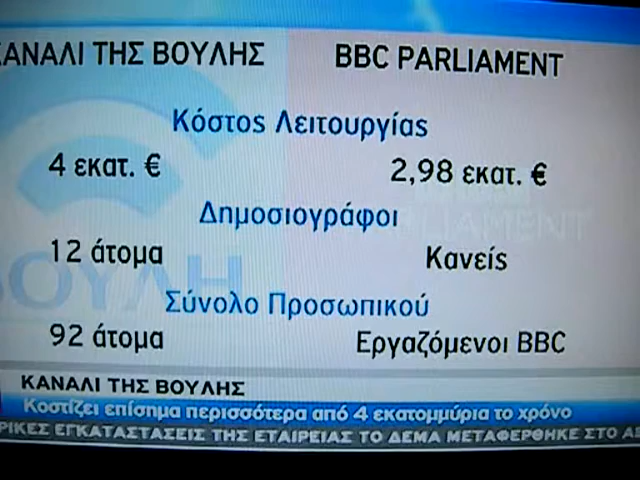 ΚΑΝΑΛΙ ΤΗΣ ΒΟΥΛΗΣ BBC PARLIAMENT
Κόστος Λειτουργίας
4 εκατ. € 2,98 εκατ. €
Δημοσιογράφοι
12 άτομα Κανείς
Σύνολο Προσωπικού
92 άτομα Εργαζόμενοι BBC
ΚΑΝΑΛΙ ΤΗΣ ΒΟΥΛΗΣ
Κοστίζει επίσημα περισσότερα από 4 εκατομμύρια το χρόνο
ΡΙΚΕΣ ΕΓΚΑΤΑΣΤΑΣΕΙΣ ΤΗΣ ΕΤΑΙΡΕΙΑΣ ΤΟ ΔΕΜΑ ΜΕΤΑΦΕΡΘΗΚΕ ΣΤΟ